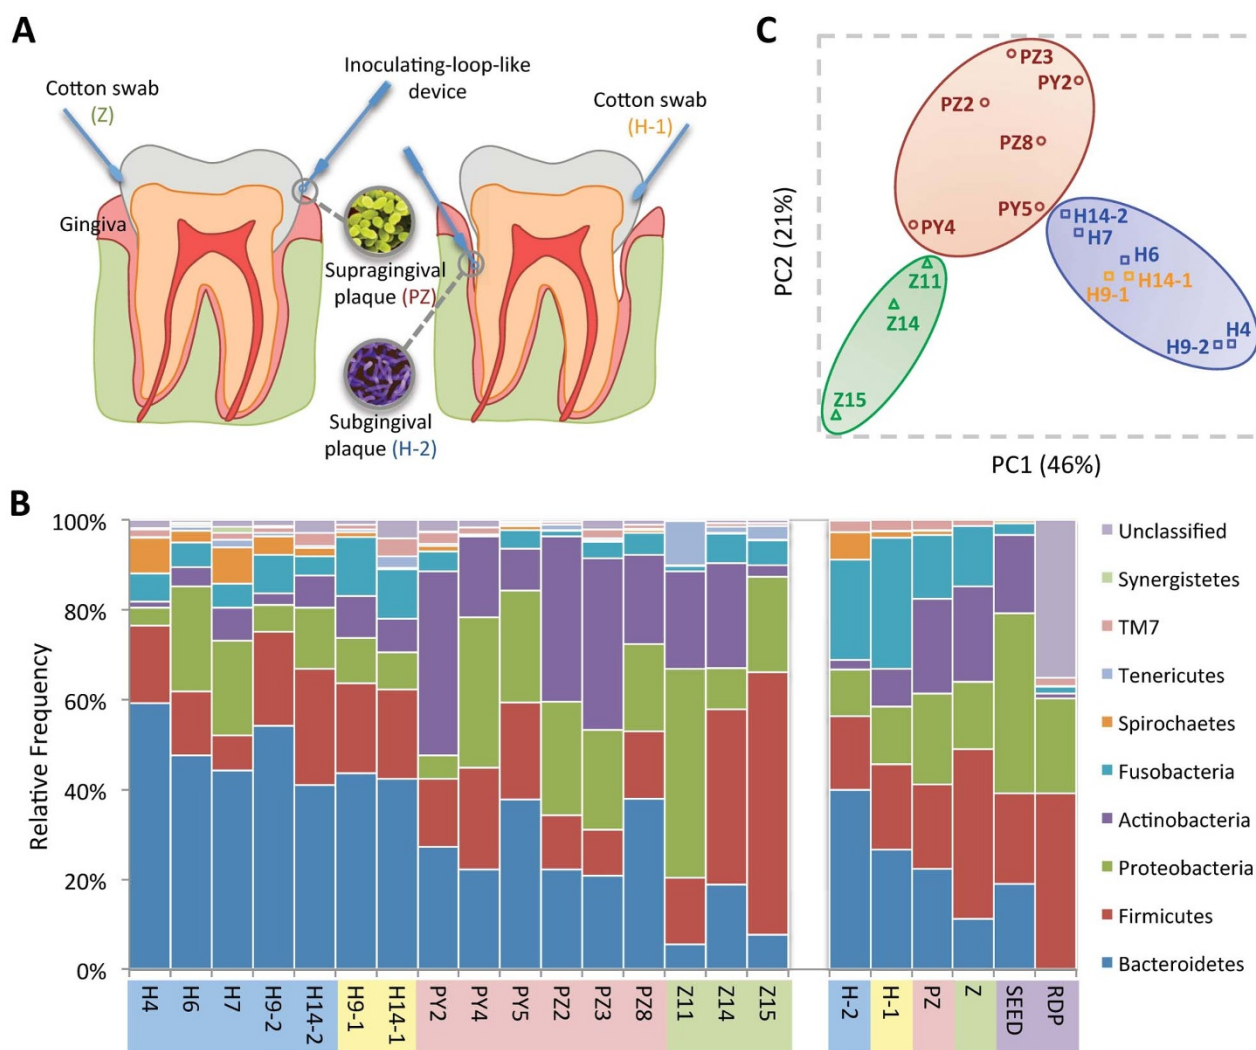 A
Cotton swab
(Z)
Inoculating-loop-like
device
Cotton swab
(H-1)
Gingiva
Supragingival
plaque (PZ)
Subgingival
plaque (H-2)
C
PZ3
PY2
PZ2
PZ8
PY5
PY4
H14-2
H7
H6
H14-1
H9-1
H4
H9-2
Z11
Z14
Z15
PC2 (21%)
PC1 (46%)
B
Relative Frequency
100%
80%
60%
40%
20%
0%
H4
H6
H7
H9-2
H14-2
H9-1
H14-1
PY2
PY4
PY5
PZ2
PZ3
PZ8
Z11
Z14
Z15
H-2
H-1
PZ
Z
SEED
RDP
Unclassified
Synergistetes
TM7
Tenericutes
Spirochaetes
Fusobacteria
Actinobacteria
Proteobacteria
Firmicutes
Bacteroidetes